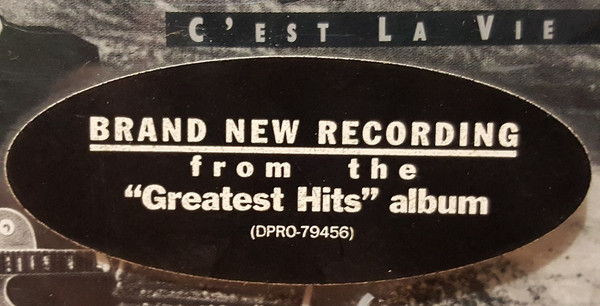 C'EST LA VIE
BRAND NEW RECORDING
from the
“Greatest Hits” album
(DPRO-79456)